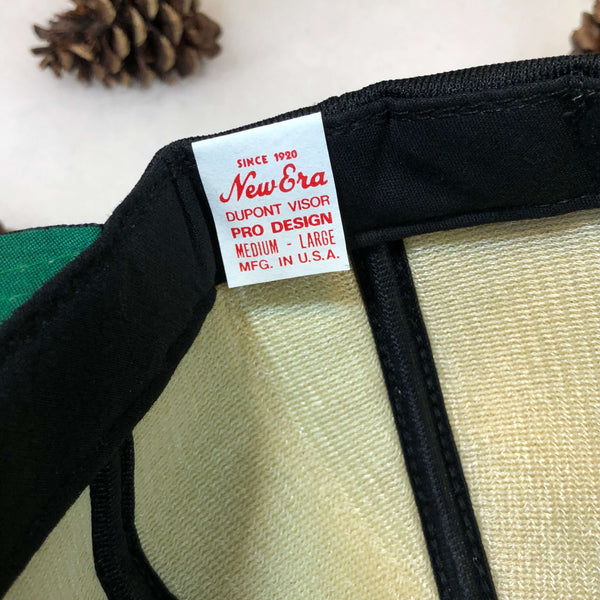 SINCE 1920
New Era
DUPONT VISOR
PRO DESIGN
MEDIUM - LARGE
MFG. IN U.S.A.